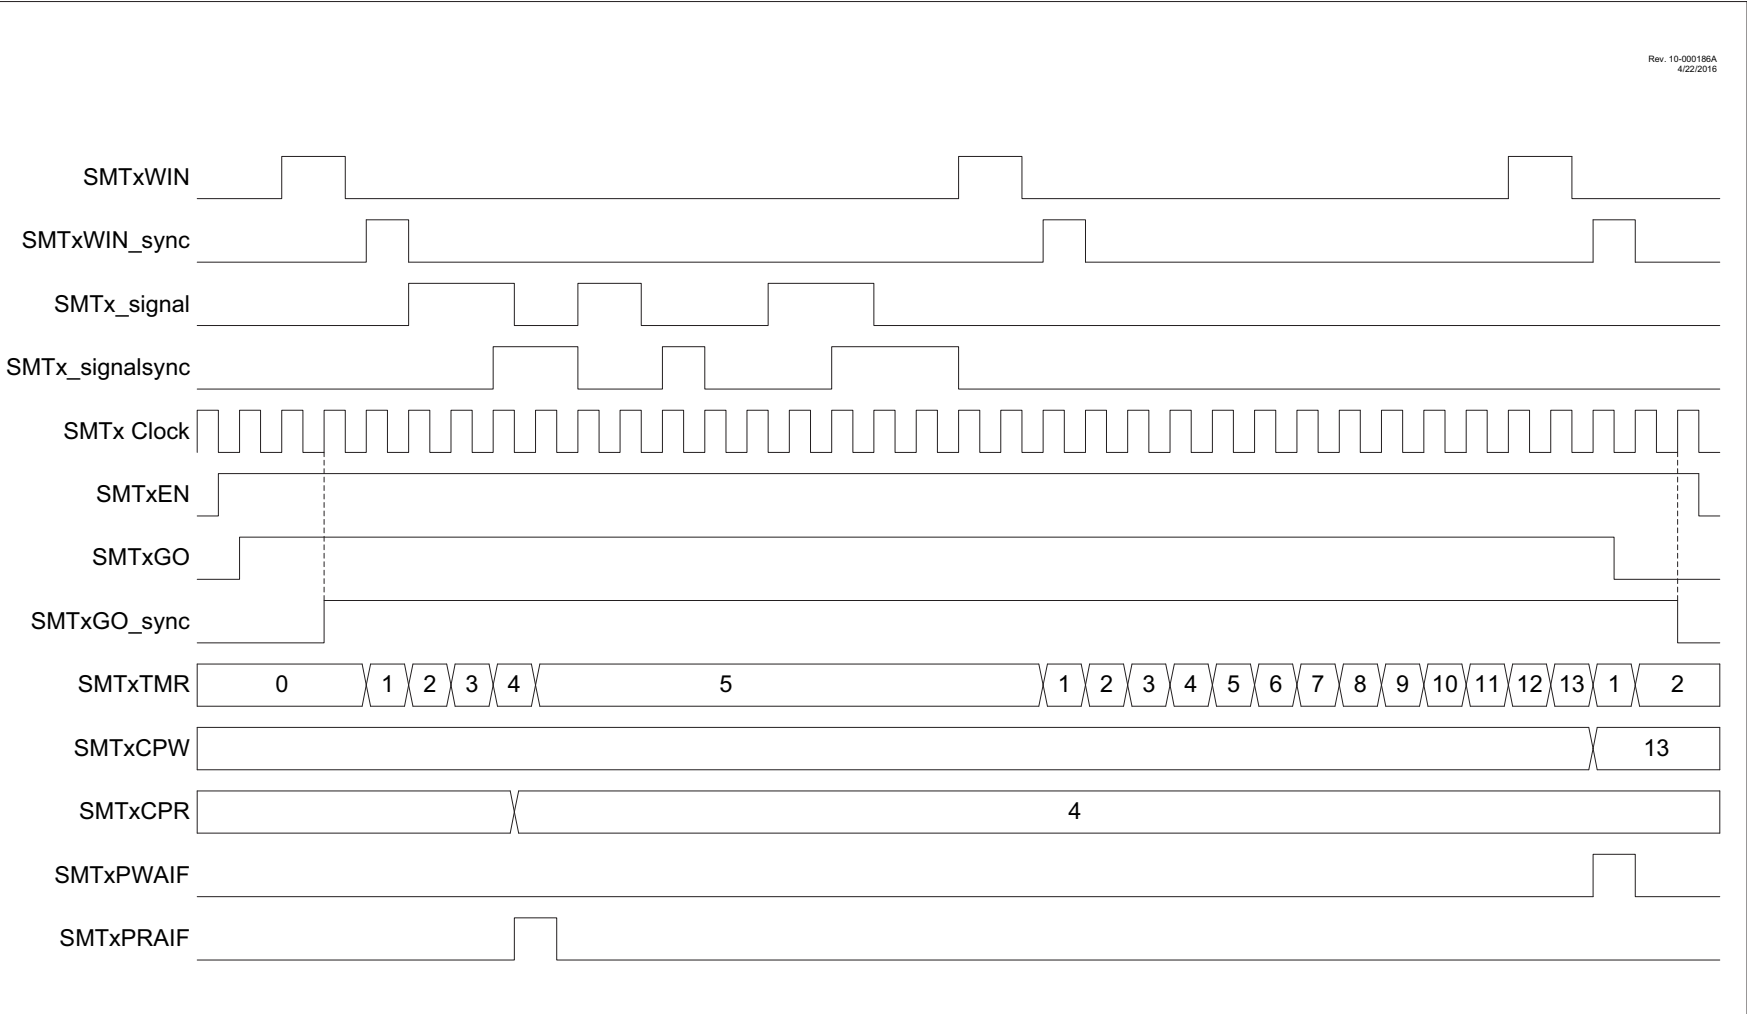 Rev. 10-000186A
4/22/2016
SMTxWIN
SMTxWIN_sync
SMTx_signal
SMTx_signalsync
SMTx Clock
SMTxEN
SMTxGO
SMTxGO_sync
SMTxTMR 0 1 2 3 4 5 1 2 3 4 5 6 7 8 9 10 11 12 13 1 2
SMTxCPW 13
SMTxCPR 4
SMTxPWAIF
SMTxPRAIF